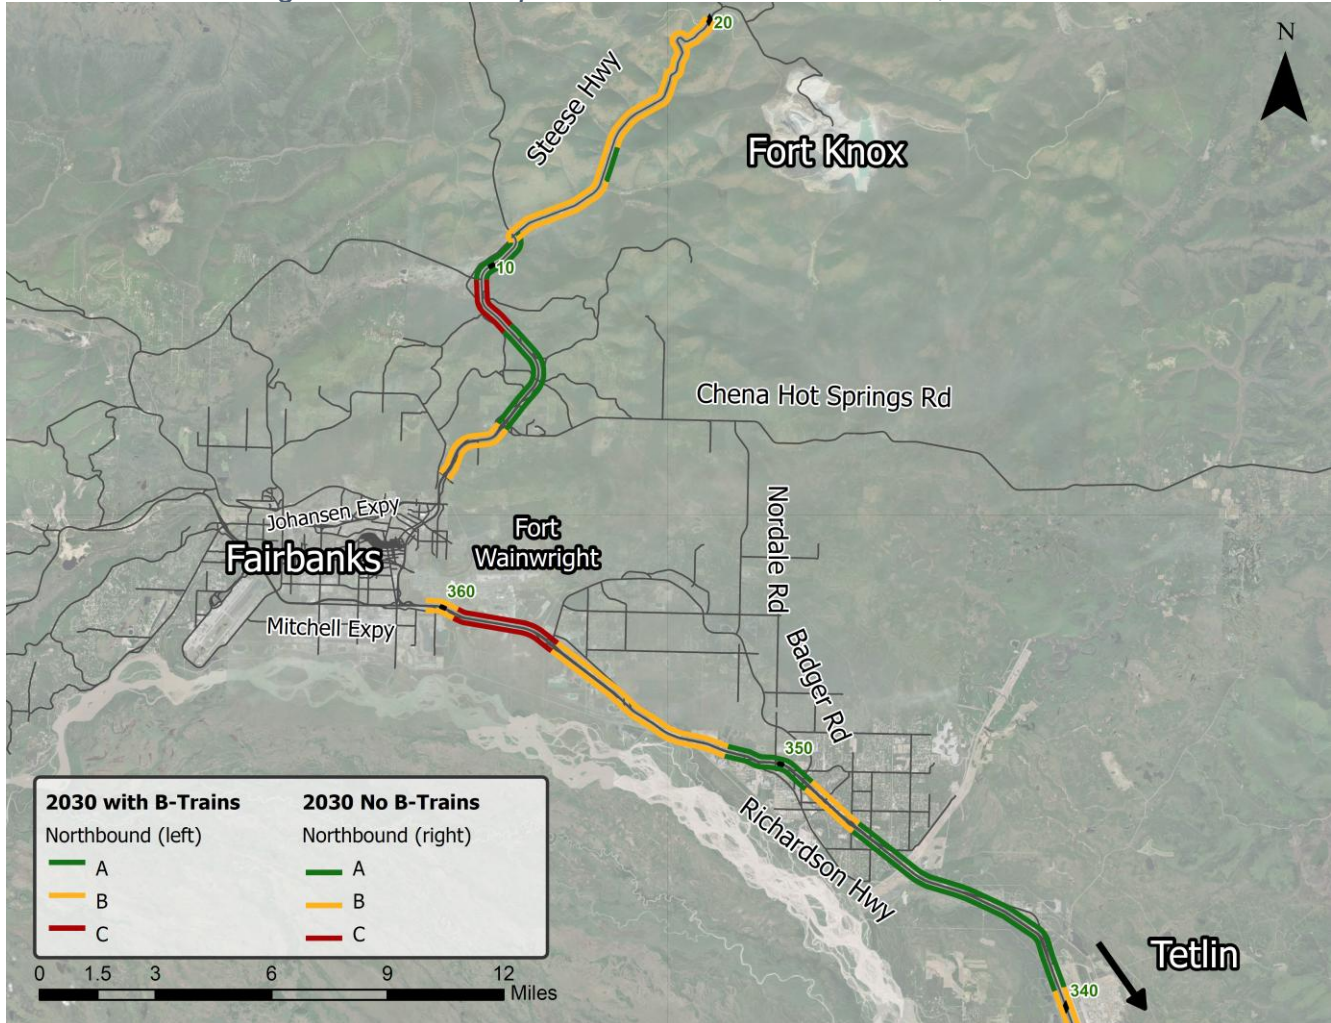 20
N
Steese Hwy
Fort Knox
10
Chena Hot Springs Rd
Nordale Rd
Johansen Expy
Fort
Wainwright
Fairbanks
360
Mitchell Expy
Badger Rd
350
Richardson Hwy
Tetlin
340
2030 with B-Trains
Northbound (left)
A
B
C
2030 No B-Trains
Northbound (right)
A
B
C
0 1.5 3 6 9 12
Miles